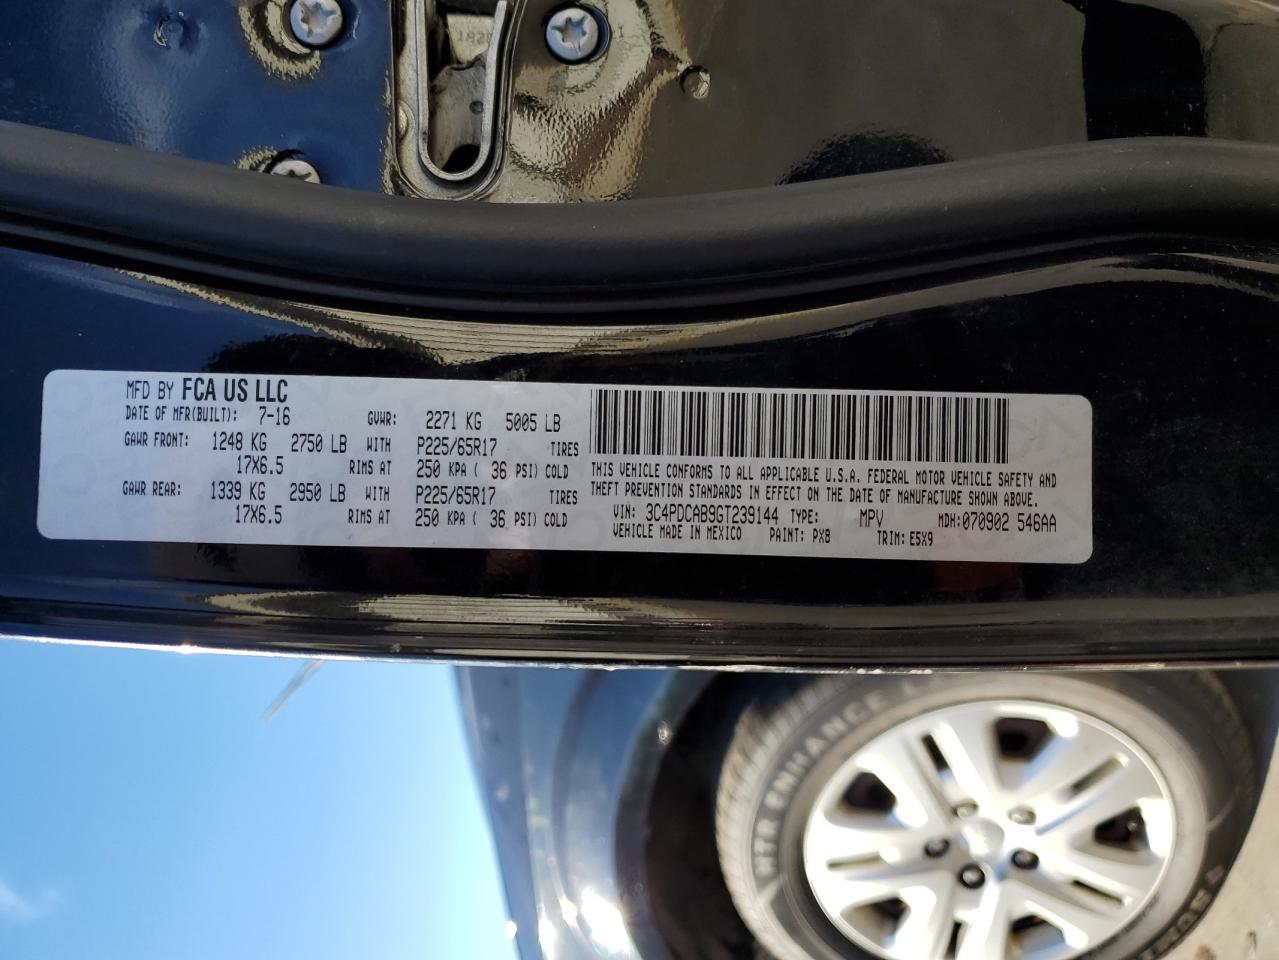 182
MFD BY FCA US LLC
DATE OF MFR(BUILT): 7-16 GVWR: 2271 KG 5005 LB
GAWR FRONT: 1248 KG 2750 LB WITH P225/65R17 TIRES
17X6.5 RIMS AT 250 KPA ( 36 PSI) COLD
GAWR REAR: 1339 KG 2950 LB WITH P225/65R17 TIRES
17X6.5 RIMS AT 250 KPA ( 36 PSI) COLD
THIS VEHICLE CONFORMS TO ALL APPLICABLE U.S.A. FEDERAL MOTOR VEHICLE SAFETY AND
THEFT PREVENTION STANDARDS IN EFFECT ON THE DATE OF MANUFACTURE SHOWN ABOVE.
VIN: 3C4PDCAB9GT239144 TYPE: MPV MDH:070902 546AA
VEHICLE MADE IN MEXICO PAINT: PX8 TRIM: E5X9
MTR ENHANCE L